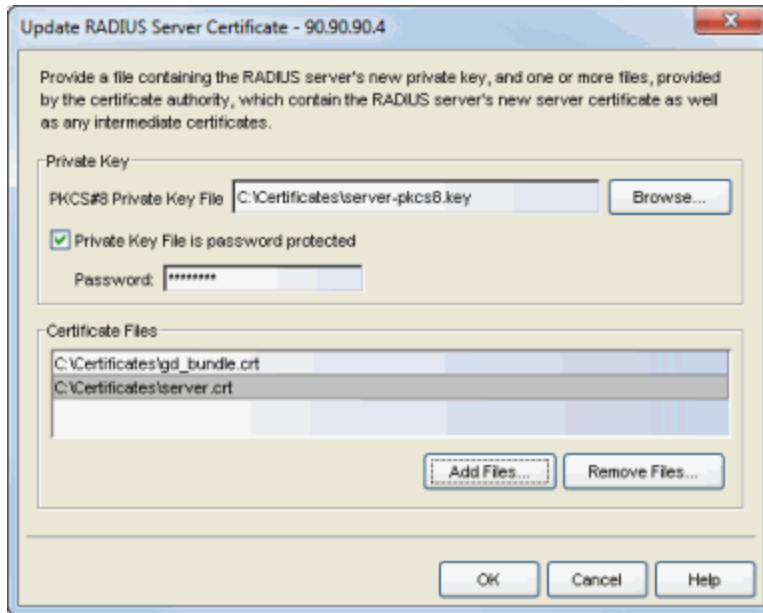 Update RADIUS Server Certificate - 90.90.90.4
Provide a file containing the RADIUS server's new private key, and one or more files, provided
by the certificate authority, which contain the RADIUS server's new server certificate as well
as any intermediate certificates.
Private Key
PKCS#8 Private Key File C:\Certificates\server-pkcs8.key Browse...
Private Key File is password protected
Password: ********
Certificate Files
C:\Certificates\gd_bundle.crt
C:\Certificates\server.crt
Add Files... Remove Files...
OK Cancel Help